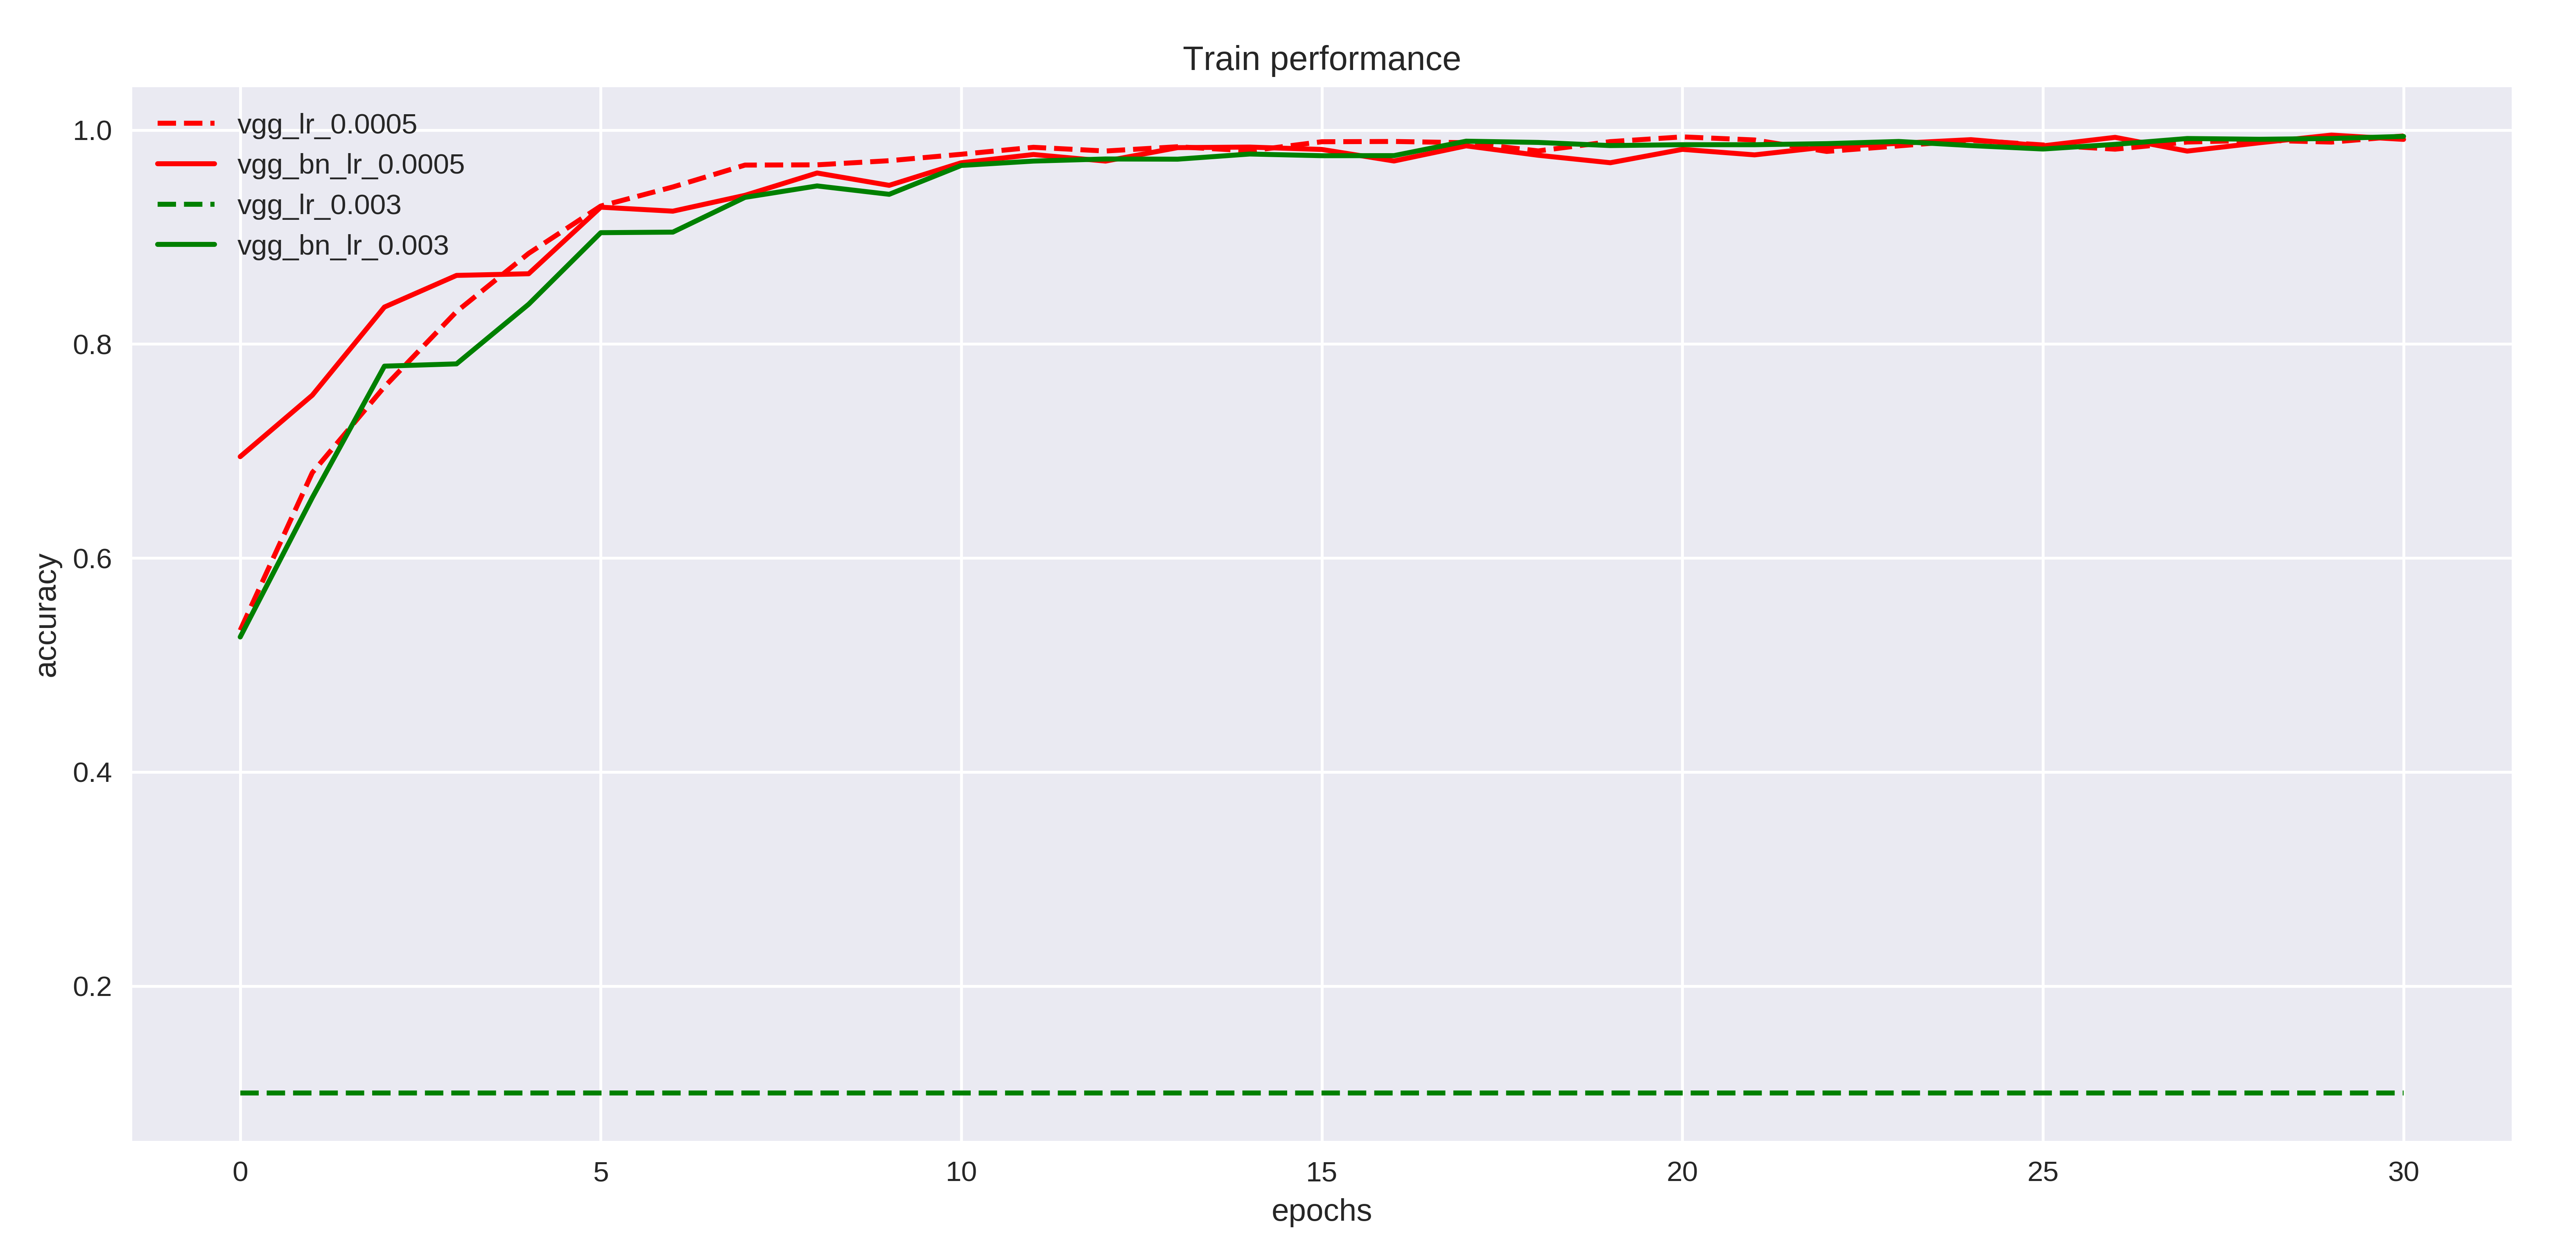 Train performance
vgg_lr_0.0005
vgg_bn_lr_0.0005
vgg_lr_0.003
vgg_bn_lr_0.003
accuracy
1.0
0.8
0.6
0.4
0.2
0 5 10 15 20 25 30
epochs